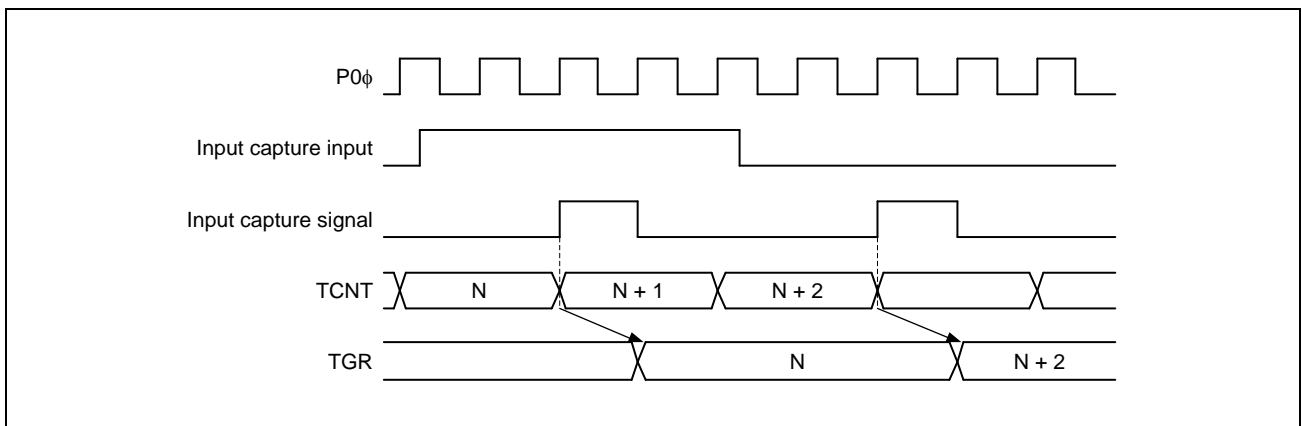 P0ϕ
Input capture input
Input capture signal
TCNT
N
N + 1
N + 2
TGR
N
N + 2